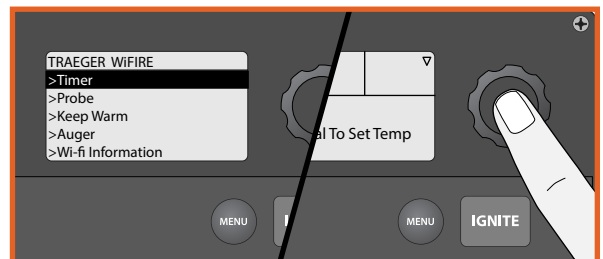 TRAEGER WiFIRE
>Timer
>Probe
>Keep Warm
>Auger
>Wi-fi Information
MENU
al To Set Temp
MENU
IGNITE